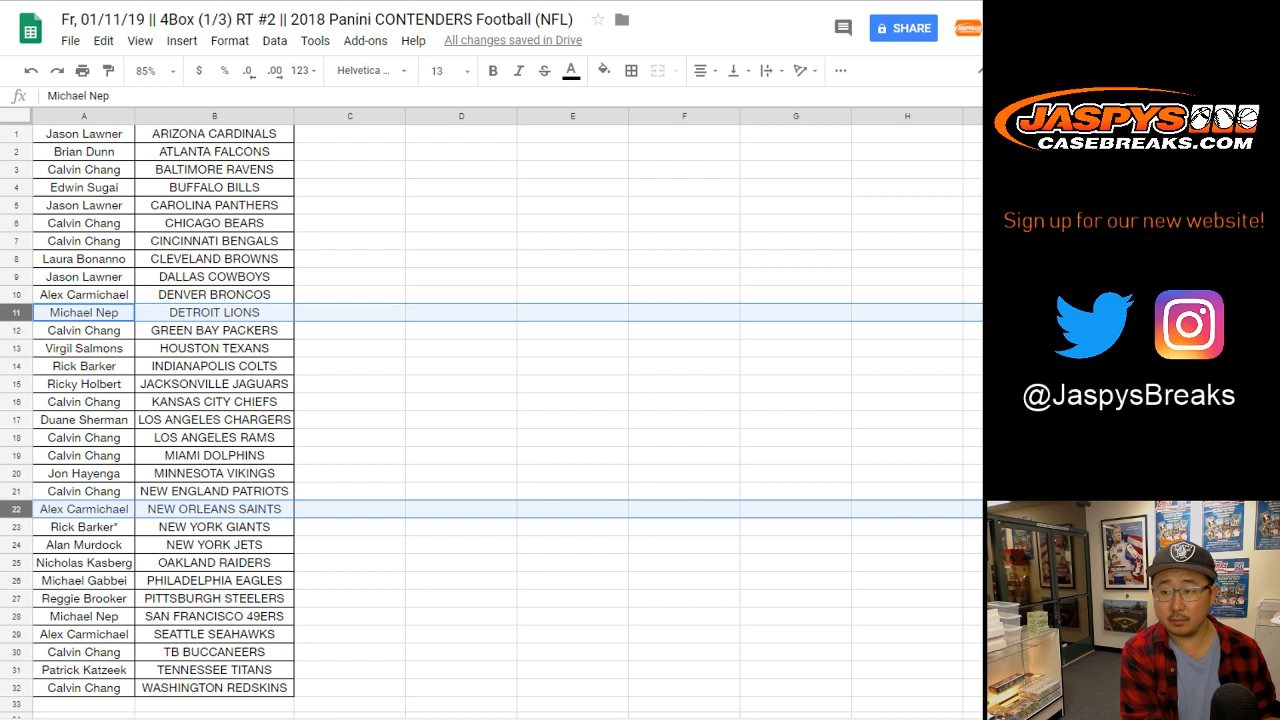 Fr, 01/11/19 || 4Box (1/3) RT #2 || 2018 Panini CONTENDERS Football (NFL)
File Edit View Insert Format Data Tools Add-ons Help All changes saved in Drive
SHARE
85% $ % .0 .00 123 Helvetica ... 13 B I S A
fx Michael Nep
A B C D E F G H
1 Jason Lawner ARIZONA CARDINALS
2 Brian Dunn ATLANTA FALCONS
3 Calvin Chang BALTIMORE RAVENS
4 Edwin Sugai BUFFALO BILLS
5 Jason Lawner CAROLINA PANTHERS
6 Calvin Chang CHICAGO BEARS
7 Calvin Chang CINCINNATI BENGALS
8 Laura Bonanno CLEVELAND BROWNS
9 Jason Lawner DALLAS COWBOYS
10 Alex Carmichael DENVER BRONCOS
11 Michael Nep DETROIT LIONS
12 Calvin Chang GREEN BAY PACKERS
13 Virgil Salmons HOUSTON TEXANS
14 Rick Barker INDIANAPOLIS COLTS
15 Ricky Holbert JACKSONVILLE JAGUARS
16 Calvin Chang KANSAS CITY CHIEFS
17 Duane Sherman LOS ANGELES CHARGERS
18 Calvin Chang LOS ANGELES RAMS
19 Calvin Chang MIAMI DOLPHINS
20 Jon Hayenga MINNESOTA VIKINGS
21 Calvin Chang NEW ENGLAND PATRIOTS
22 Alex Carmichael NEW ORLEANS SAINTS
23 Rick Barker* NEW YORK GIANTS
24 Alan Murdock NEW YORK JETS
25 Nicholas Kasberg OAKLAND RAIDERS
26 Michael Gabbei PHILADELPHIA EAGLES
27 Reggie Brooker PITTSBURGH STEELERS
28 Michael Nep SAN FRANCISCO 49ERS
29 Alex Carmichael SEATTLE SEAHAWKS
30 Calvin Chang TB BUCCANEERS
31 Patrick Katzeek TENNESSEE TITANS
32 Calvin Chang WASHINGTON REDSKINS
33
JASPYS
CASEBREAKS.COM
Sign up for our new website!
@JaspysBreaks